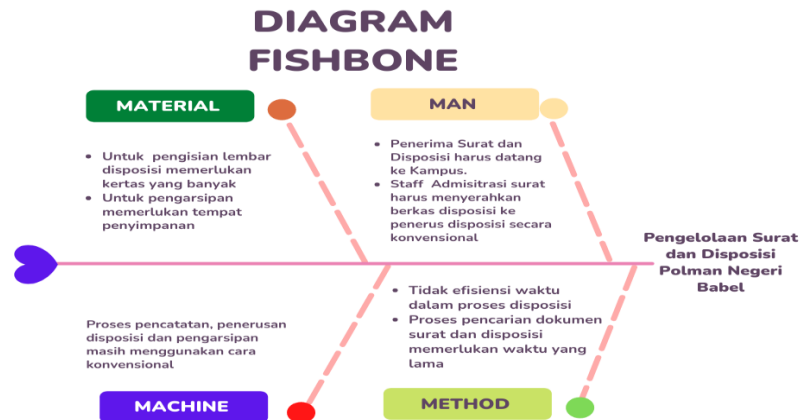 DIAGRAM
FISHBONE
MATERIAL
• Untuk pengisian lembar
disposisi memerlukan
kertas yang banyak
• Untuk pengarsipan
memerlukan tempat
penyimpanan
MAN
• Penerima Surat dan
Disposisi harus datang
ke Kampus.
• Staff Admisitrasi surat
harus menyerahkan
berkas disposisi ke
penerus disposisi secara
konvensional
Pengelolaan Surat
dan Disposisi
Polman Negeri
Babel
Proses pencatatan, penerusan
disposisi dan pengarsipan
masih menggunakan cara
konvensional
MACHINE
• Tidak efisiensi waktu
dalam proses disposisi
• Proses pencarian dokumen
surat dan disposisi
memerlukan waktu yang
lama
METHOD